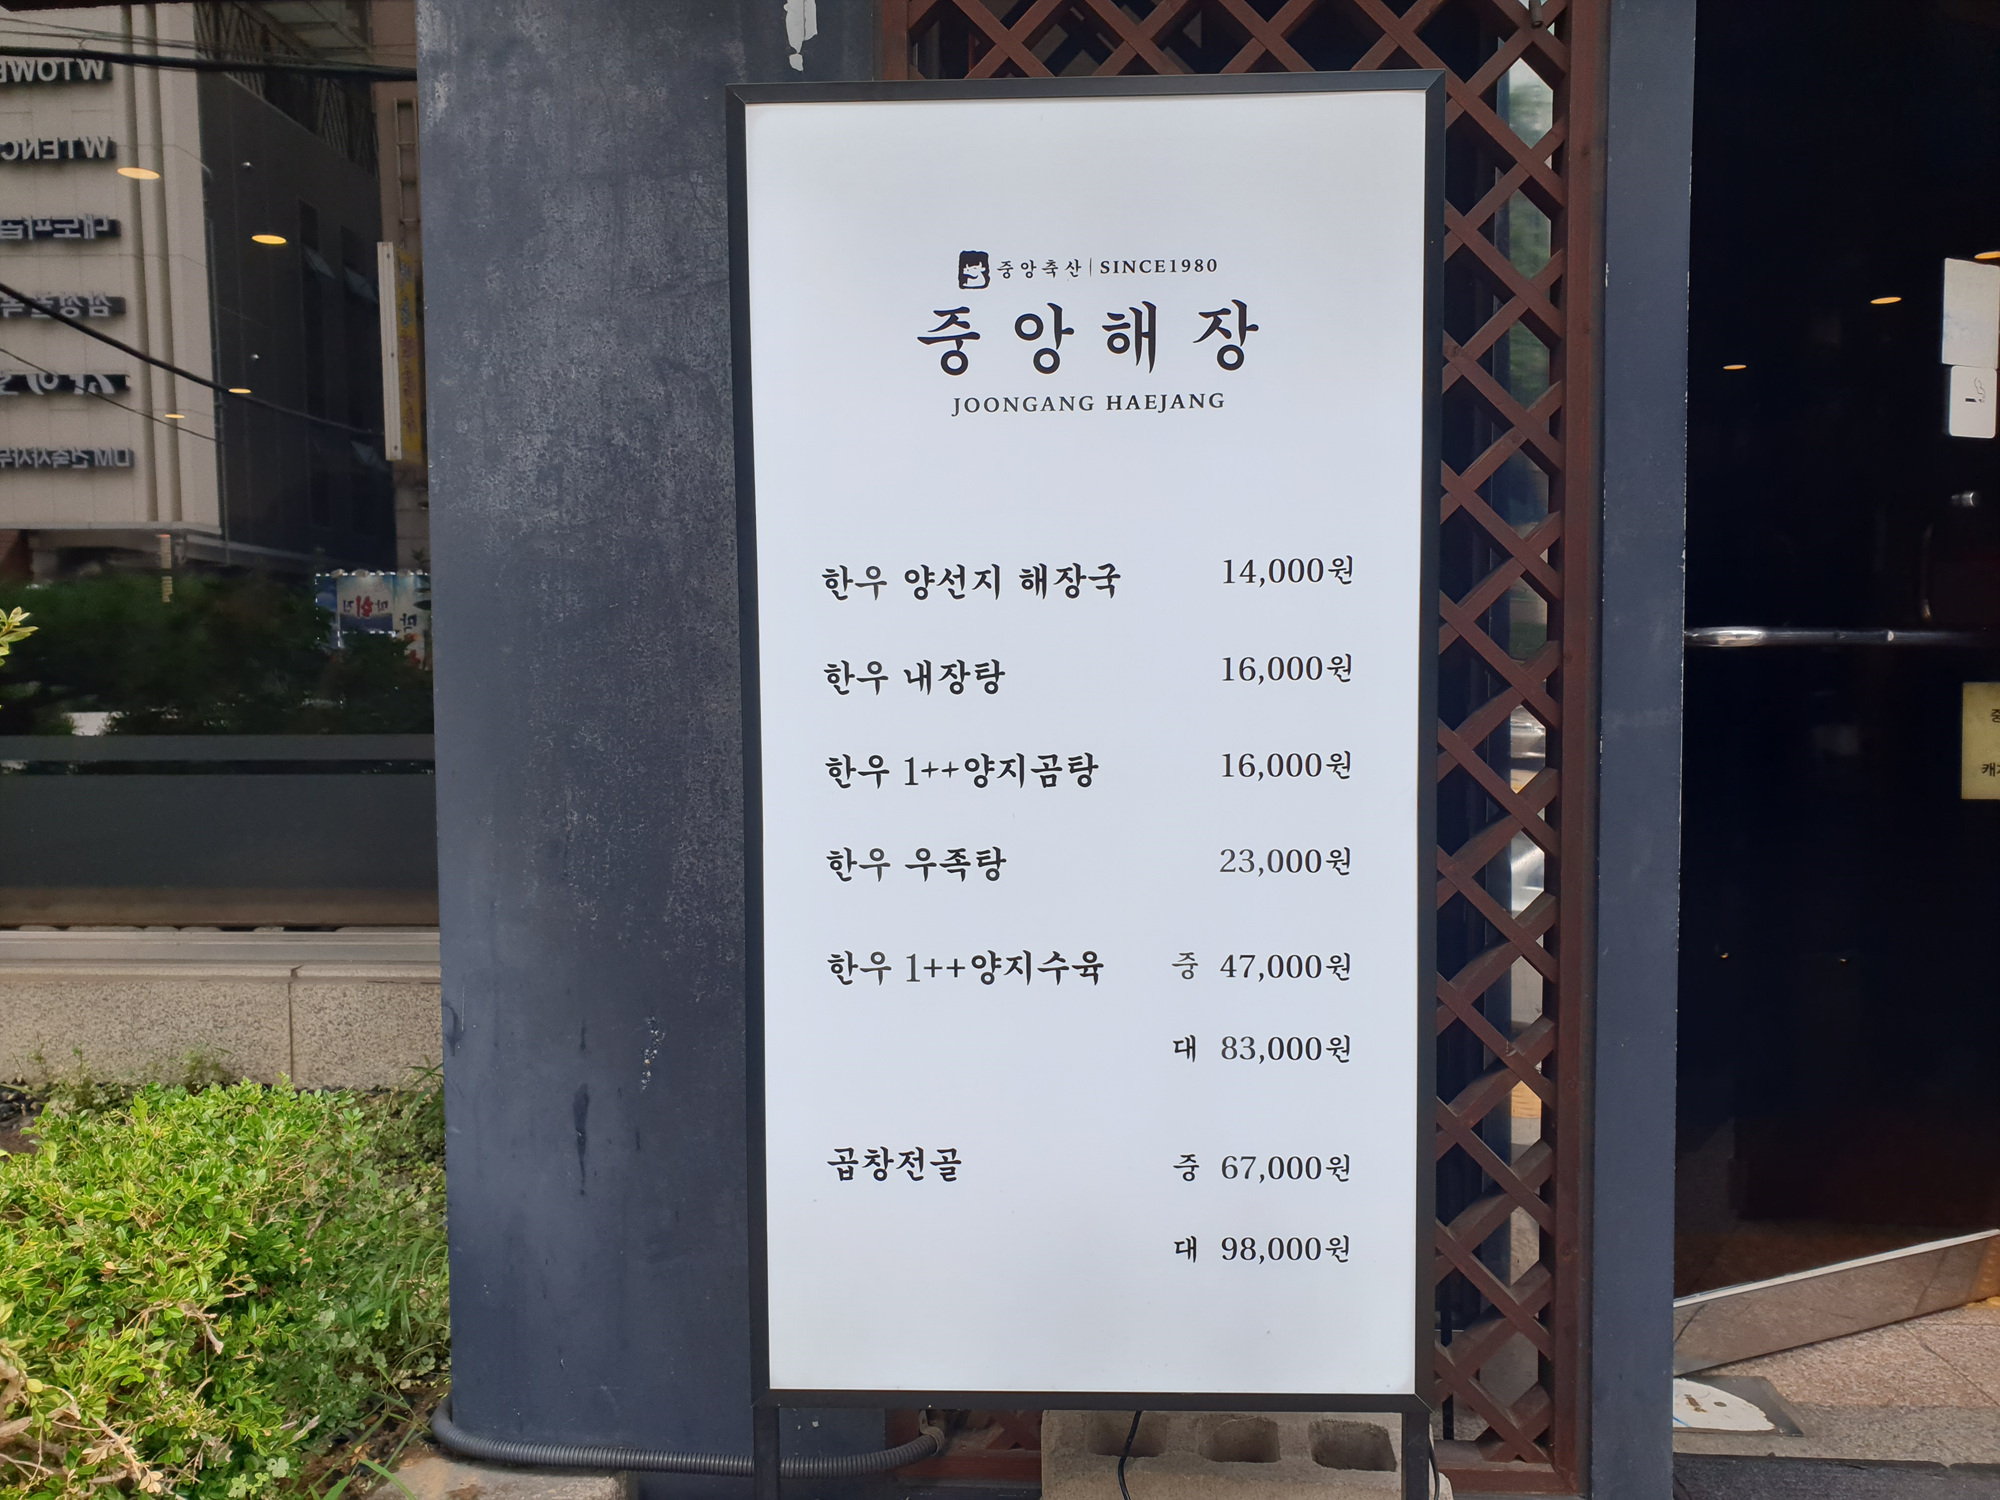 중앙축산 | SINCE1980
중앙해장
JOONGANG HAEJANG
한우 양선지 해장국 14,000원
한우 내장탕 16,000원
한우 1++양지곰탕 16,000원
한우 우족탕 23,000원
한우 1++양지수육 중 47,000원
대 83,000원
곱창전골 중 67,000원
대 98,000원